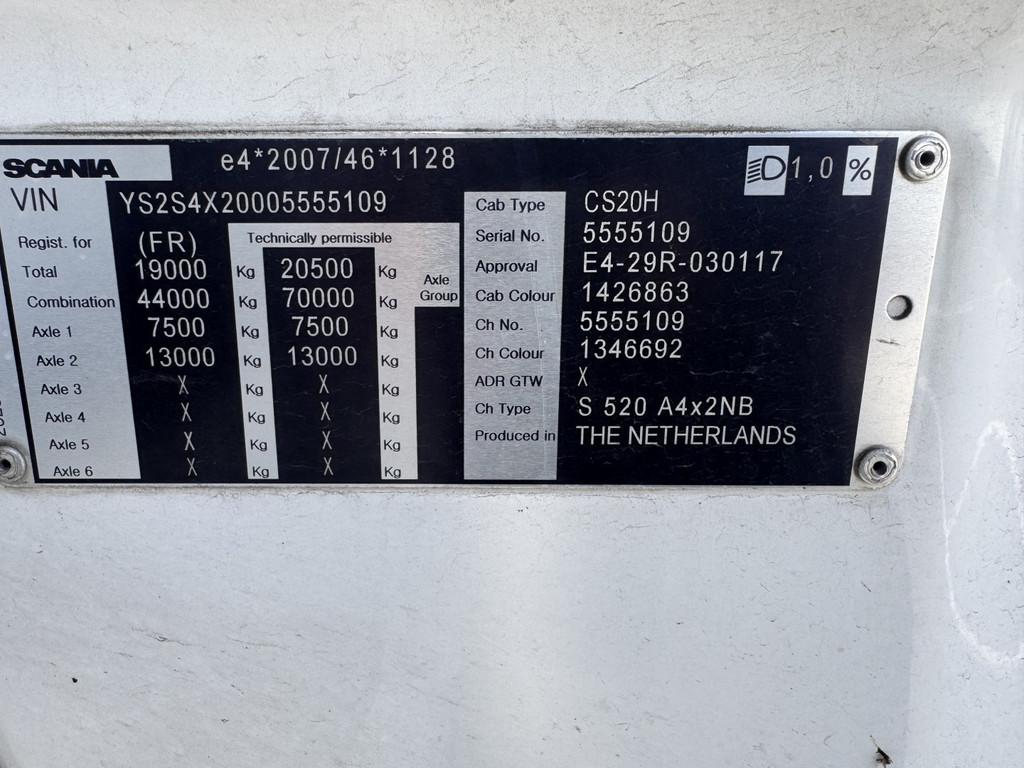 SCANIA e4*2007/46*1128 1,0 %
VIN YS2S4X20005555109
Regist. for (FR) Technically permissible
Total 19000 Kg 20500 Kg Axle Group
Combination 44000 Kg 70000 Kg
Axle 1 7500 Kg 7500 Kg
Axle 2 13000 Kg 13000 Kg
Axle 3 X Kg X Kg
Axle 4 X Kg X Kg
Axle 5 X Kg X Kg
Axle 6 X Kg X Kg
Cab Type CS20H
Serial No. 5555109
Approval E4-29R-030117
Cab Colour 1426863
Ch No. 5555109
Ch Colour 1346692
ADR GTW X
Ch Type S 520 A4x2NB
Produced in THE NETHERLANDS